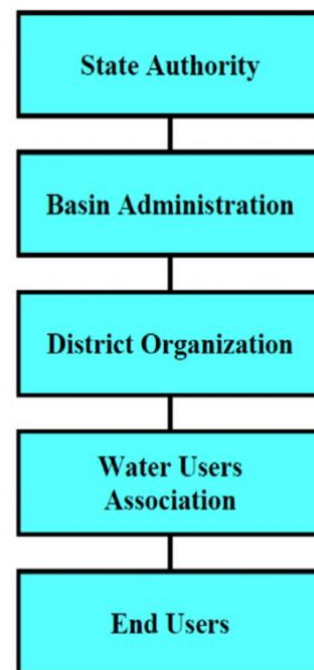 State Authority
Basin Administration
District Organization
Water Users
Association
End Users